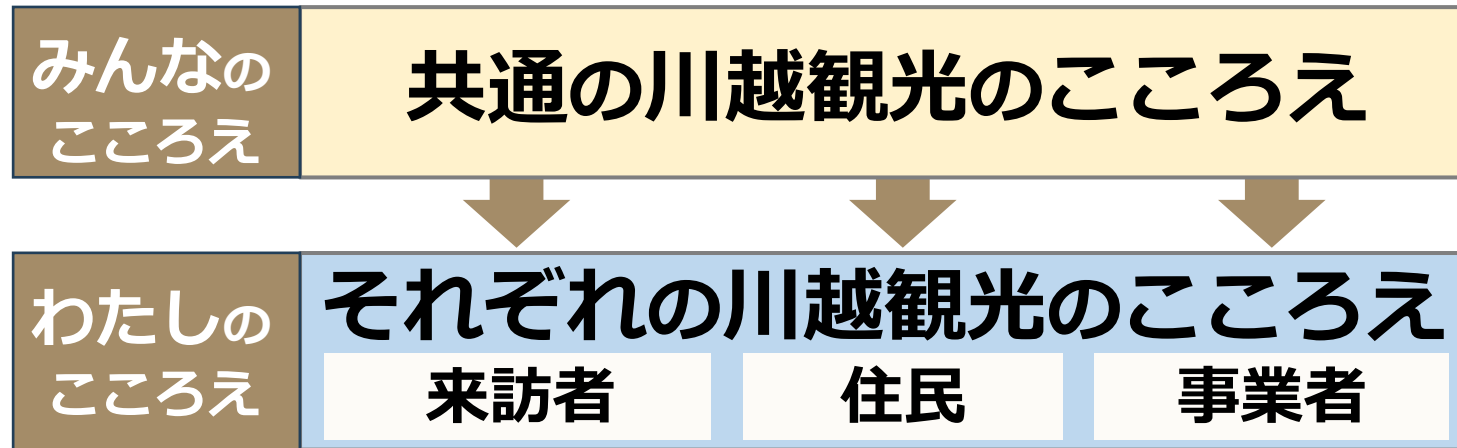 みんなの
こころえ
共通の川越観光のこころえ
わたしの
こころえ
それぞれの川越観光のこころえ
来訪者
住民
事業者